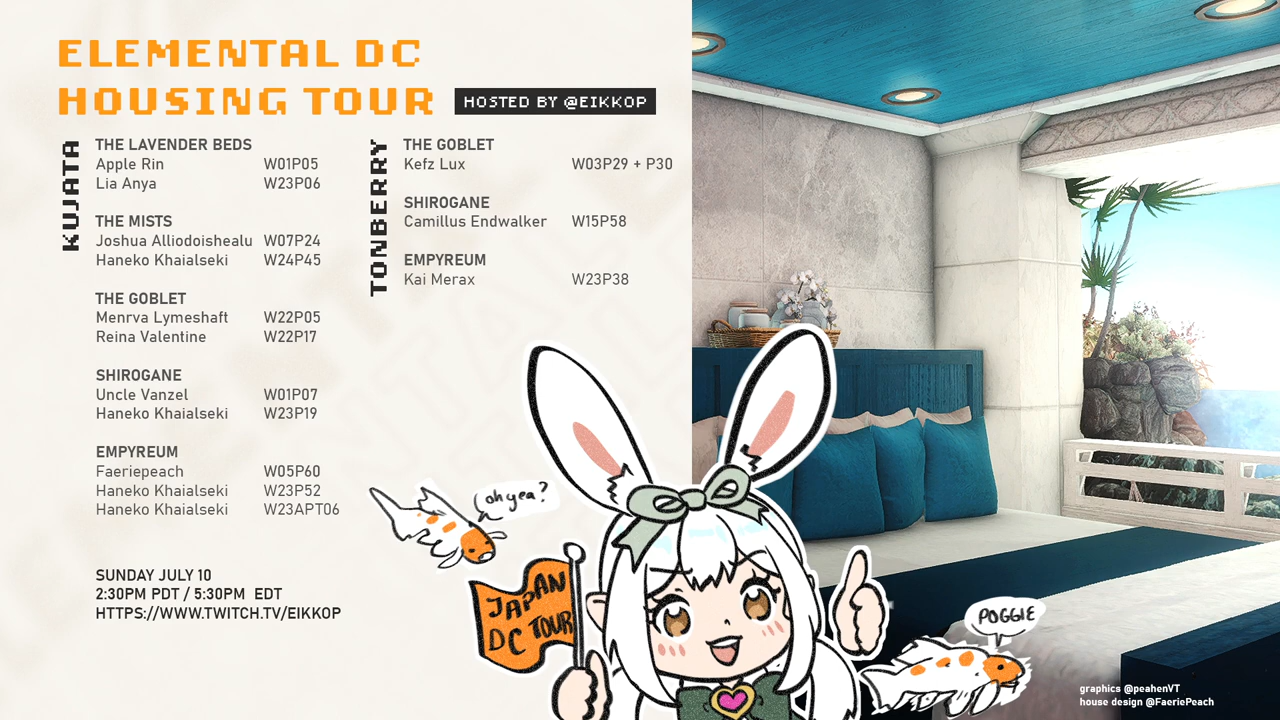 ELEMENTAL DC
HOUSING TOUR
HOSTED BY @EIKKOP
KUJATA
THE LAVENDER BEDS
Apple Rin W01P05
Lia Anya W23P06
THE MISTS
Joshua Alliodoishealu W07P24
Haneko Khaialseki W24P45
THE GOBLET
Menrva Lymeshaft W22P05
Reina Valentine W22P17
SHIROGANE
Uncle Vanzel W01P07
Haneko Khaialseki W23P19
EMPYREUM
Faeriepeach W05P60
Haneko Khaialseki W23P52
Haneko Khaialseki W23APT06
TONBERRY
THE GOBLET
Kefz Lux W03P29 + P30
SHIROGANE
Camillus Endwalker W15P58
EMPYREUM
Kai Merax W23P38
SUNDAY JULY 10
2:30PM PDT / 5:30PM EDT
HTTPS://WWW.TWITCH.TV/EIKKOP
oh yea?
JAPAN
DC TOUR
POGGIE
graphics @peahenVT
house design @FaeriePeach